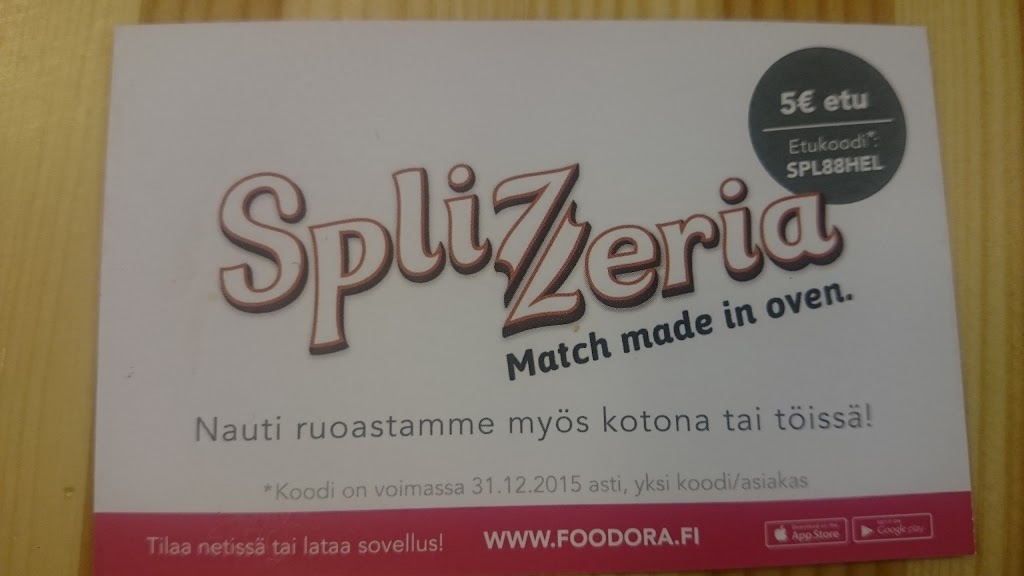 5€ etu
Etukoodi*:
SPL88HEL
SpliZZeria
Match made in oven.
Nauti ruoastamme myös kotona tai töissä!
*Koodi on voimassa 31.12.2015 asti, yksi koodi/asiakas
Tilaa netissä tai lataa sovellus!
WWW.FOODORA.FI
App Store
Google play